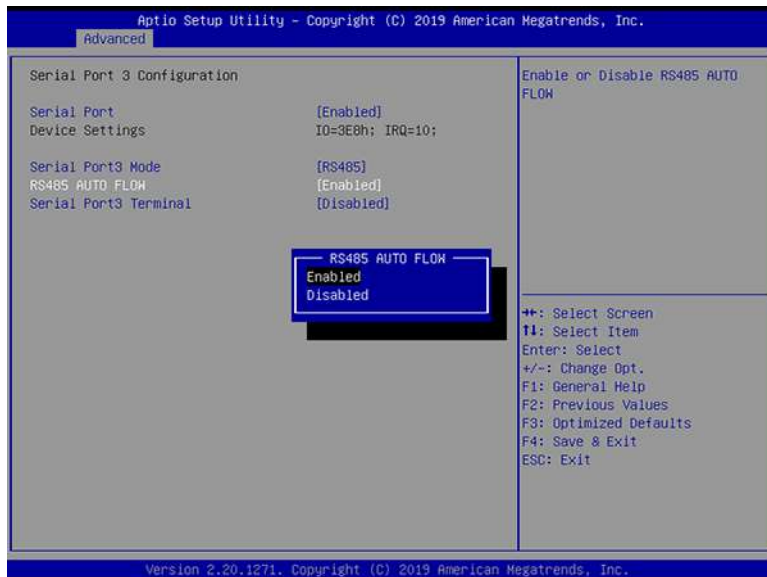 Aptio Setup Utility – Copyright (C) 2019 American Megatrends, Inc.
Advanced
Serial Port 3 Configuration
Serial Port [Enabled]
Device Settings IO=3E8h; IRQ=10;
Serial Port3 Mode [RS485]
RS485 AUTO FLOW [Enabled]
Serial Port3 Terminal [Disabled]
RS485 AUTO FLOW
Enabled
Disabled
Enable or Disable RS485 AUTO
FLOW
→←: Select Screen
↑↓: Select Item
Enter: Select
+/-: Change Opt.
F1: General Help
F2: Previous Values
F3: Optimized Defaults
F4: Save & Exit
ESC: Exit
Version 2.20.1271. Copyright (C) 2019 American Megatrends, Inc.